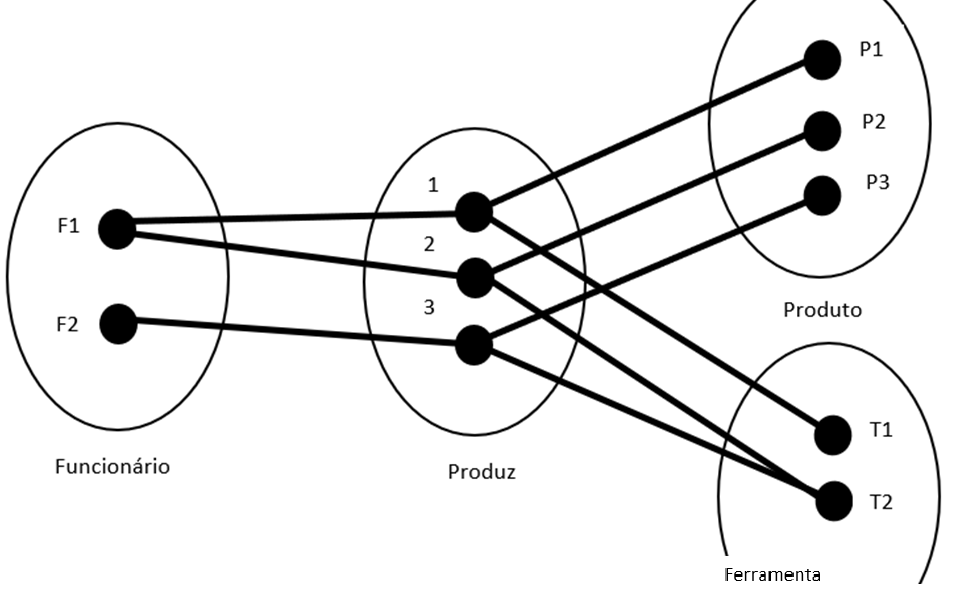 F1
F2
Funcionário
1
2
3
Produz
P1
P2
P3
Produto
T1
T2
Ferramenta